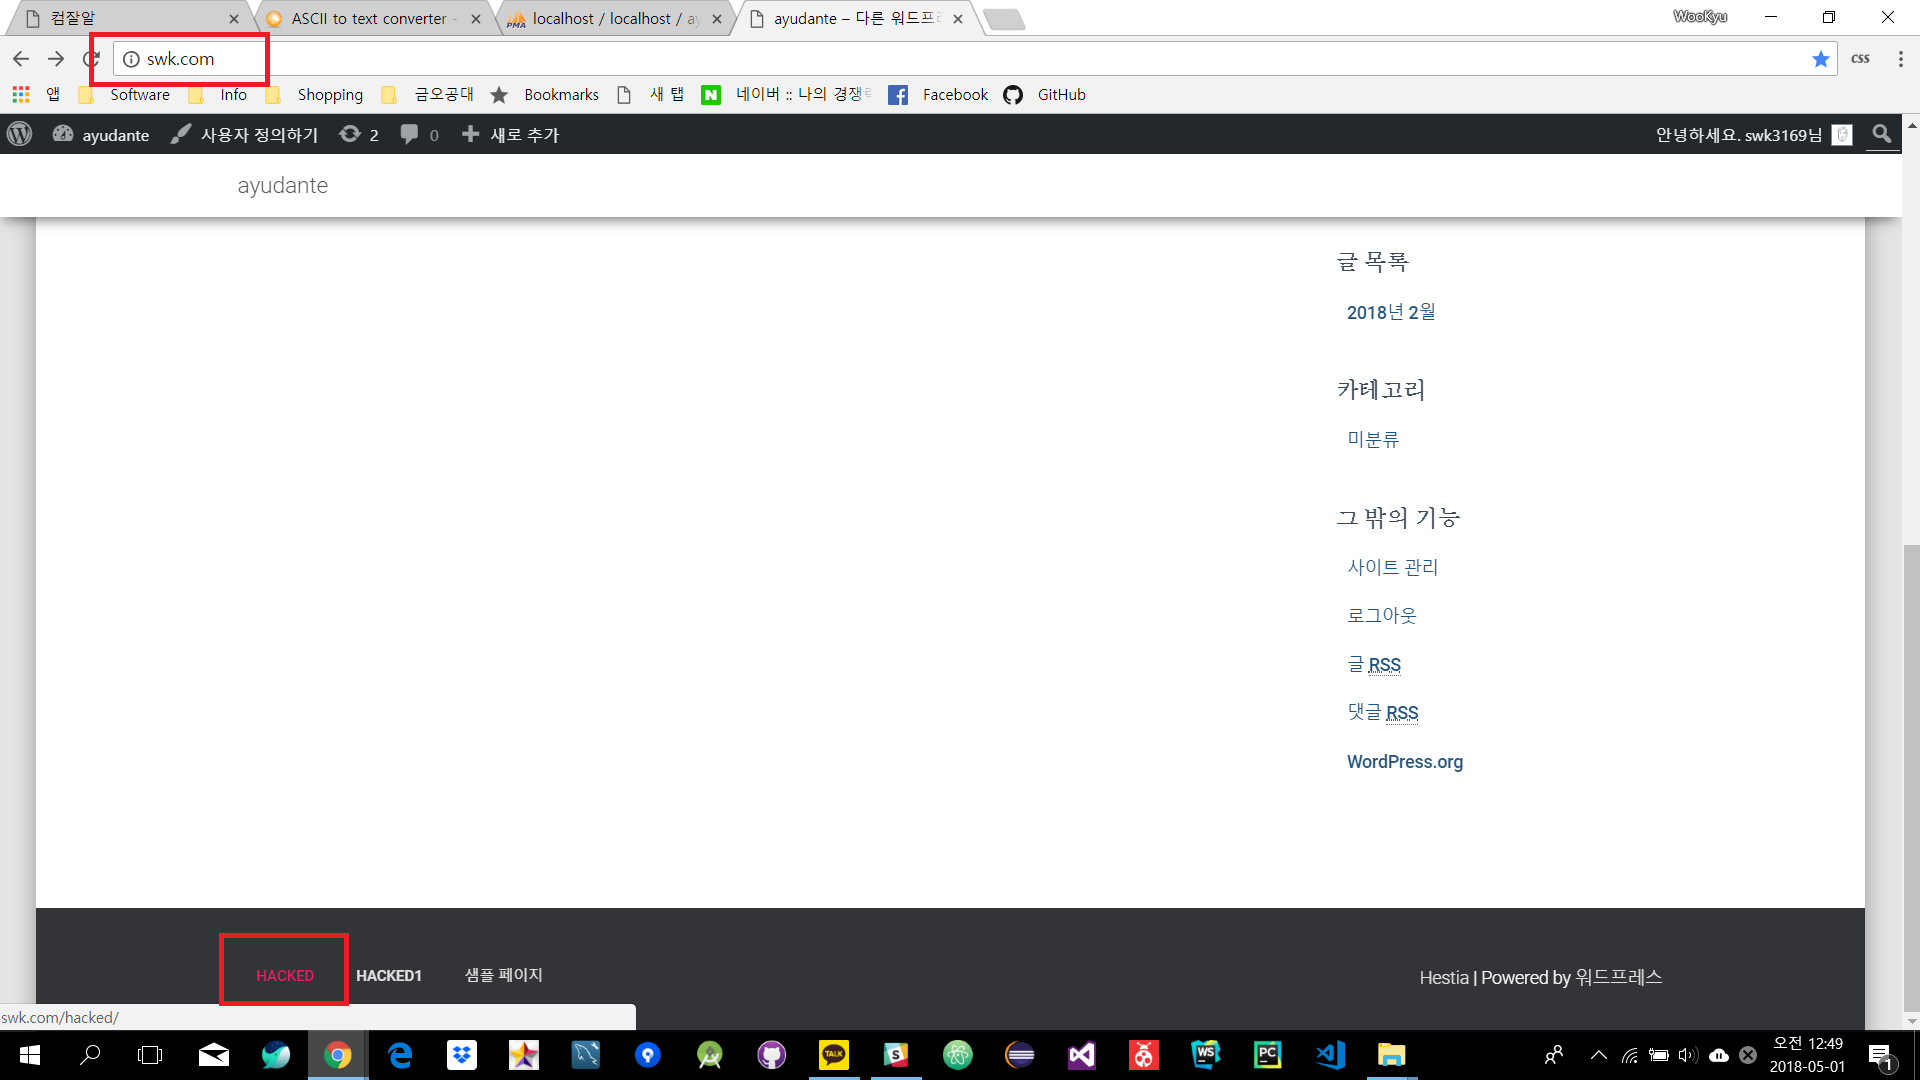 컴잘알
ASCII to text converter -
localhost / localhost / ay
ayudante – 다른 워드프레
WooKyu
swk.com
css
앱
Software
Info
Shopping
금오공대
Bookmarks
새 탭
네이버 :: 나의 경쟁력
Facebook
GitHub
ayudante
사용자 정의하기
2
0
새로 추가
안녕하세요. swk3169님
ayudante
글 목록
2018년 2월
카테고리
미분류
그 밖의 기능
사이트 관리
로그아웃
글 RSS
댓글 RSS
WordPress.org
HACKED
HACKED1
샘플 페이지
Hestia | Powered by 워드프레스
swk.com/hacked/
오전 12:49
2018-05-01
1